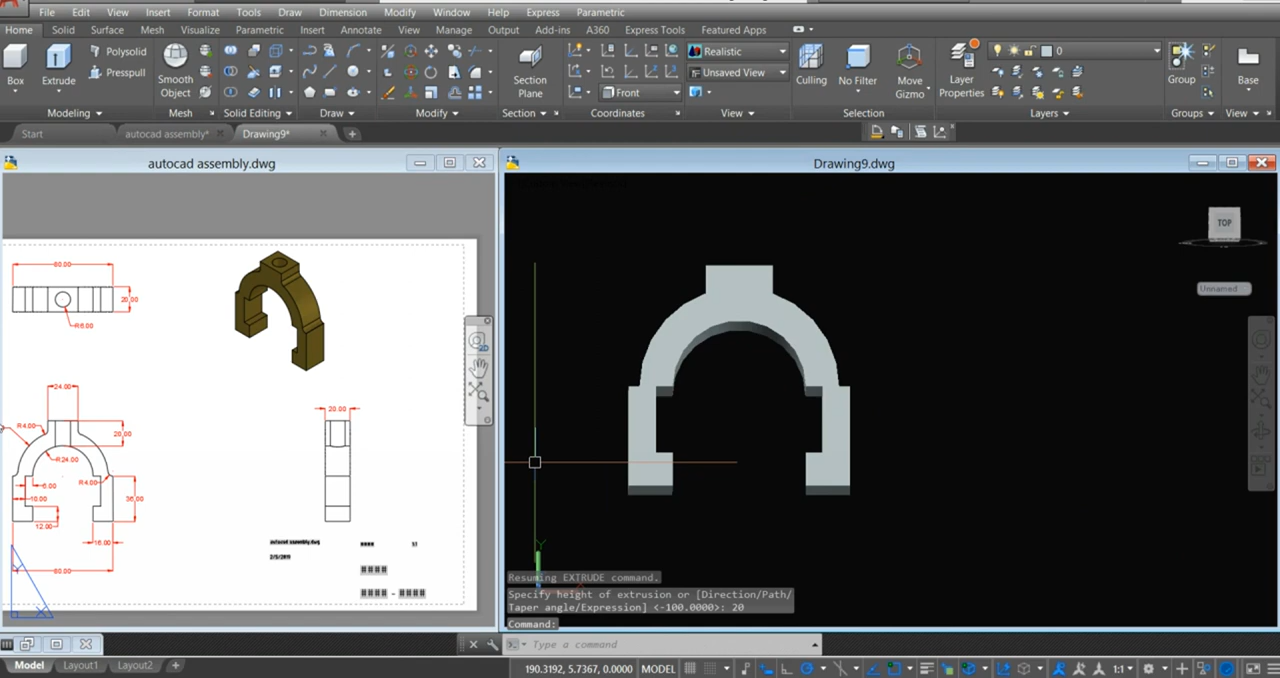 File Edit View Insert Format Tools Draw Dimension Modify Window Help Express Parametric
Home Solid Surface Mesh Visualize Parametric Insert Annotate View Manage Output Add-ins A360 Express Tools Featured Apps
Box
Extrude
Polysolid
Presspull
Smooth
Object
Section
Plane
Realistic
Unsaved View
Front
Culling
No Filter
Move
Gizmo
Layer
Properties
0
Group
Base
Modeling Mesh Solid Editing Draw Modify Section Coordinates View Selection Layers Groups View
Start autocad assembly* Drawing9*
autocad assembly.dwg
Drawing9.dwg
TOP
Unnamed
80.00
20.00
R6.00
2D
24.00
R4.00
20.00
R24.00
R4.00
6.00
10.00
36.00
12.00
16.00
80.00
20.00
autocad assembly.dwg
2/5/2019
####
1:1
####
#### - ####
Y
X
Y
Resuming EXTRUDE command.
Specify height of extrusion or [Direction/Path/
Taper angle/Expression] <-100.0000>: 20
Command:
Type a command
Model Layout1 Layout2 +
190.3192, 5.7367, 0.0000 MODEL
1:1